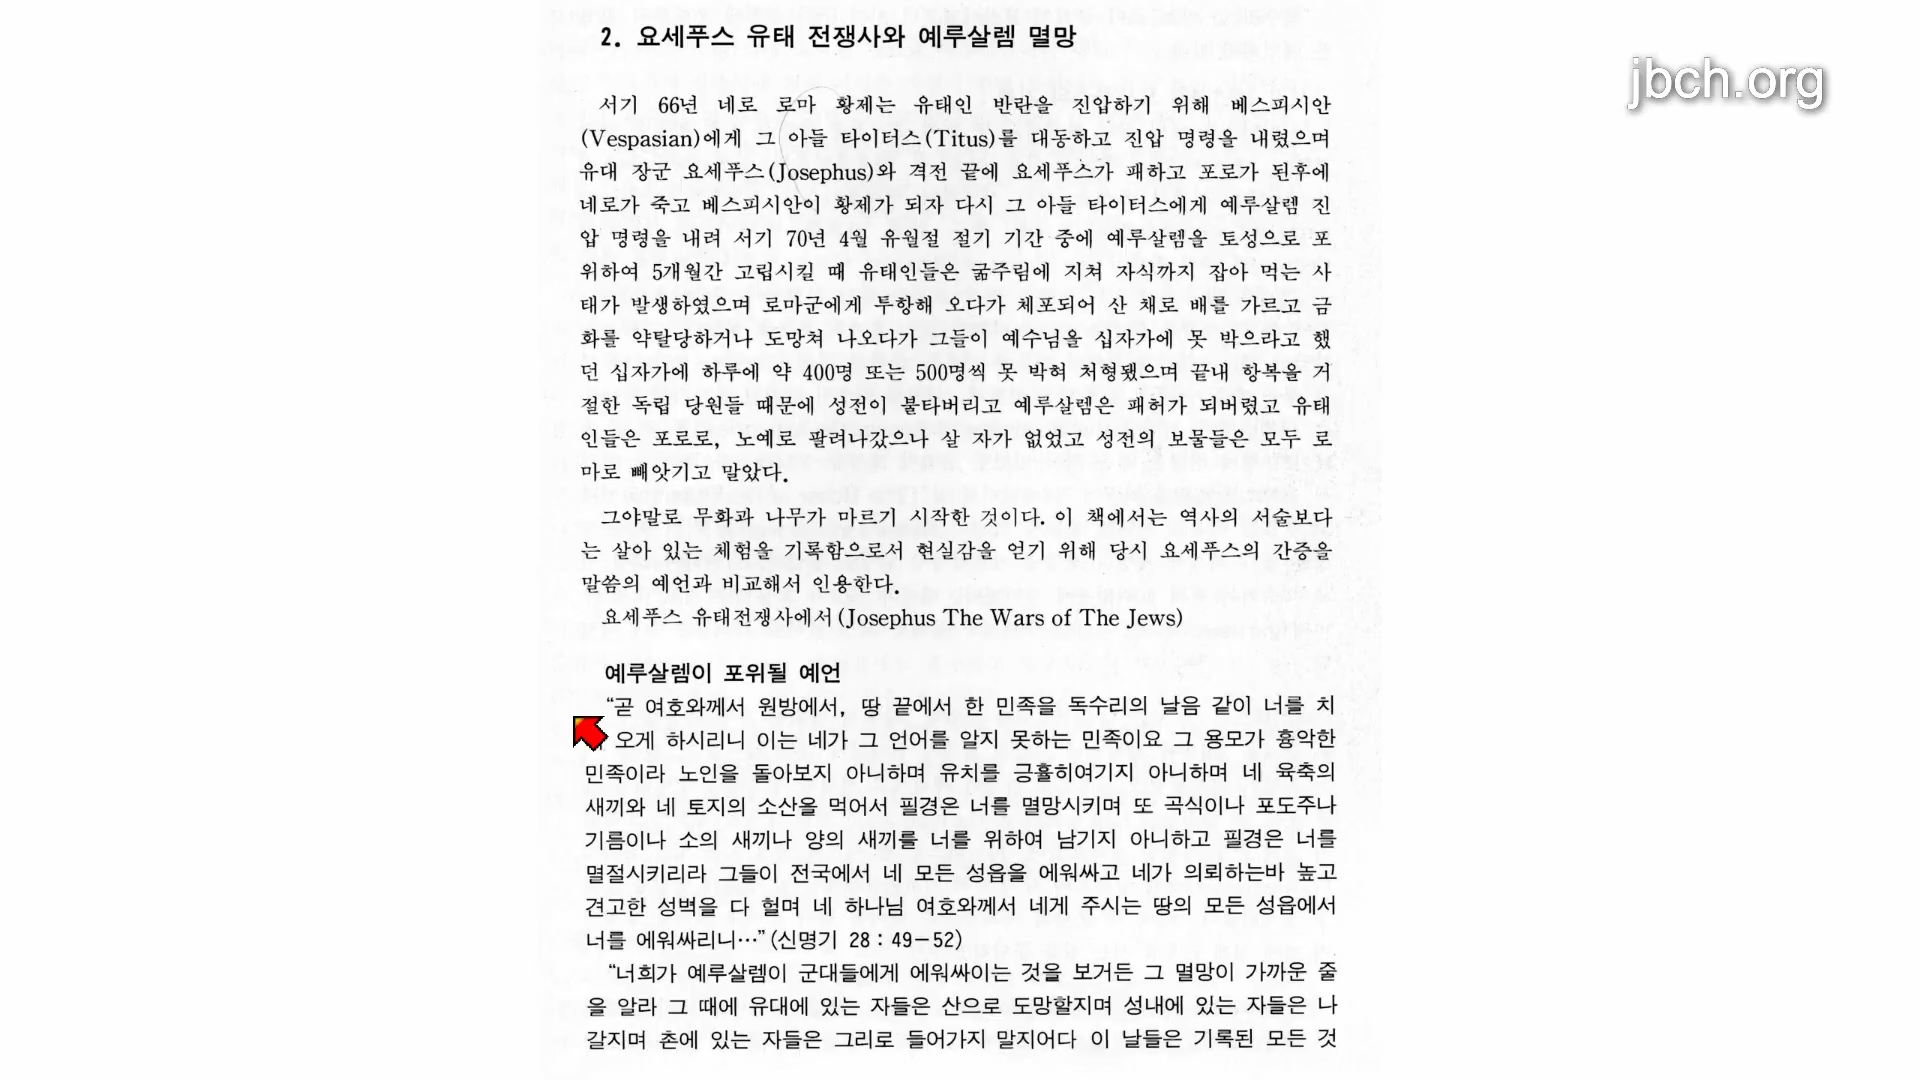 2. 요세푸스 유태 전쟁사와 예루살렘 멸망
jbch.org
서기 66년 네로 로마 황제는 유태인 반란을 진압하기 위해 베스피시안
(Vespasian)에게 그 아들 타이터스(Titus)를 대동하고 진압 명령을 내렸으며
유대 장군 요세푸스(Josephus)와 격전 끝에 요세푸스가 패하고 포로가 된후에
네로가 죽고 베스피시안이 황제가 되자 다시 그 아들 타이터스에게 예루살렘 진
압 명령을 내려 서기 70년 4월 유월절 절기 기간 중에 예루살렘을 토성으로 포
위하여 5개월간 고립시킬 때 유태인들은 굶주림에 지쳐 자식까지 잡아 먹는 사
태가 발생하였으며 로마군에게 투항해 오다가 체포되어 산 채로 배를 가르고 금
화를 약탈당하거나 도망쳐 나오다가 그들이 예수님을 십자가에 못 박으라고 했
던 십자가에 하루에 약 400명 또는 500명씩 못 박혀 처형됐으며 끝내 항복을 거
절한 독립 당원들 때문에 성전이 불타버리고 예루살렘은 패허가 되버렸고 유태
인들은 포로로, 노예로 팔려나갔으나 살 자가 없었고 성전의 보물들은 모두 로
마로 빼앗기고 말았다.
그야말로 무화과 나무가 마르기 시작한 것이다. 이 책에서는 역사의 서술보다
는 살아 있는 체험을 기록함으로서 현실감을 얻기 위해 당시 요세푸스의 간증을
말씀의 예언과 비교해서 인용한다.
요세푸스 유태전쟁사에서(Josephus The Wars of The Jews)
예루살렘이 포위될 예언
“곧 여호와께서 원방에서, 땅 끝에서 한 민족을 독수리의 날음 같이 너를 치
오게 하시리니 이는 네가 그 언어를 알지 못하는 민족이요 그 용모가 흉악한
민족이라 노인을 돌아보지 아니하며 유치를 긍휼히여기지 아니하며 네 육축의
새끼와 네 토지의 소산을 먹어서 필경은 너를 멸망시키며 또 곡식이나 포도주나
기름이나 소의 새끼나 양의 새끼를 너를 위하여 남기지 아니하고 필경은 너를
멸절시키리라 그들이 전국에서 네 모든 성읍을 에워싸고 네가 의뢰하는바 높고
견고한 성벽을 다 헐며 네 하나님 여호와께서 네게 주시는 땅의 모든 성읍에서
너를 에워싸리니…”(신명기 28 : 49－52)
“너희가 예루살렘이 군대들에게 에워싸이는 것을 보거든 그 멸망이 가까운 줄
을 알라 그 때에 유대에 있는 자들은 산으로 도망할지며 성내에 있는 자들은 나
갈지며 촌에 있는 자들은 그리로 들어가지 말지어다 이 날들은 기록된 모든 것